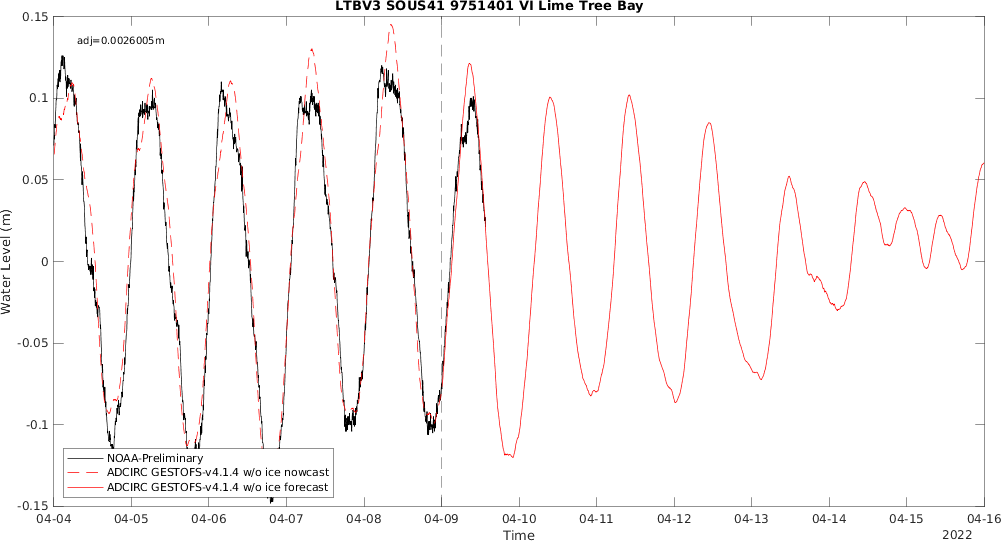 LTBV3 SOUS41 9751401 VI Lime Tree Bay
adj=0.0026005m
0.15
0.1
0.05
0
-0.05
-0.1
-0.15
Water Level (m)
NOAA-Preliminary
ADCIRC GESTOFS-v4.1.4 w/o ice nowcast
ADCIRC GESTOFS-v4.1.4 w/o ice forecast
04-04 04-05 04-06 04-07 04-08 04-09 04-10 04-11 04-12 04-13 04-14 04-15 04-16
Time
2022